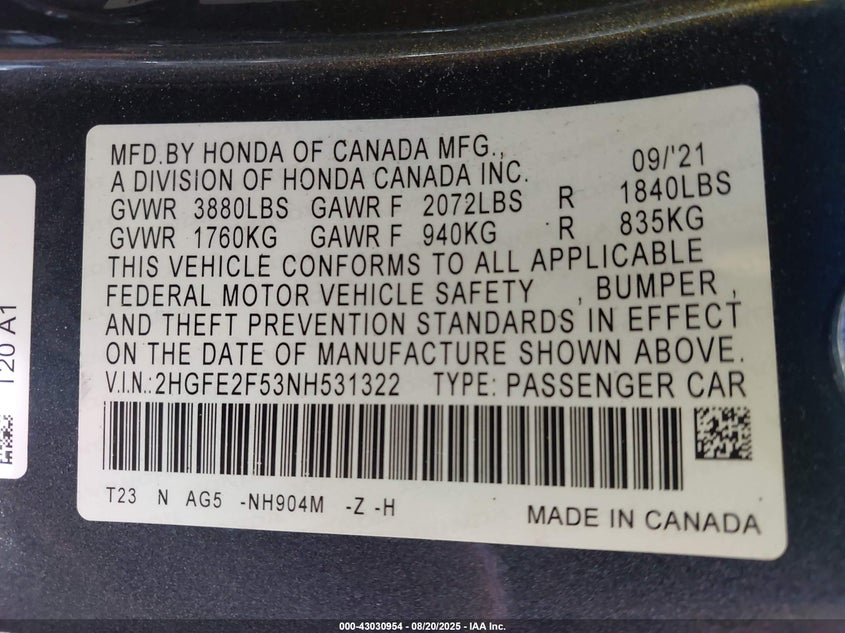 MFD.BY HONDA OF CANADA MFG.,
A DIVISION OF HONDA CANADA INC. 09/'21
GVWR 3880LBS GAWR F 2072LBS R 1840LBS
GVWR 1760KG GAWR F 940KG R 835KG
THIS VEHICLE CONFORMS TO ALL APPLICABLE
FEDERAL MOTOR VEHICLE SAFETY , BUMPER ,
AND THEFT PREVENTION STANDARDS IN EFFECT
ON THE DATE OF MANUFACTURE SHOWN ABOVE.
V.I.N.:2HGFE2F53NH531322 TYPE: PASSENGER CAR
T23 N AG5 -NH904M -Z -H
MADE IN CANADA
T20 A1
000-43030954 - 08/20/2025 - IAA Inc.